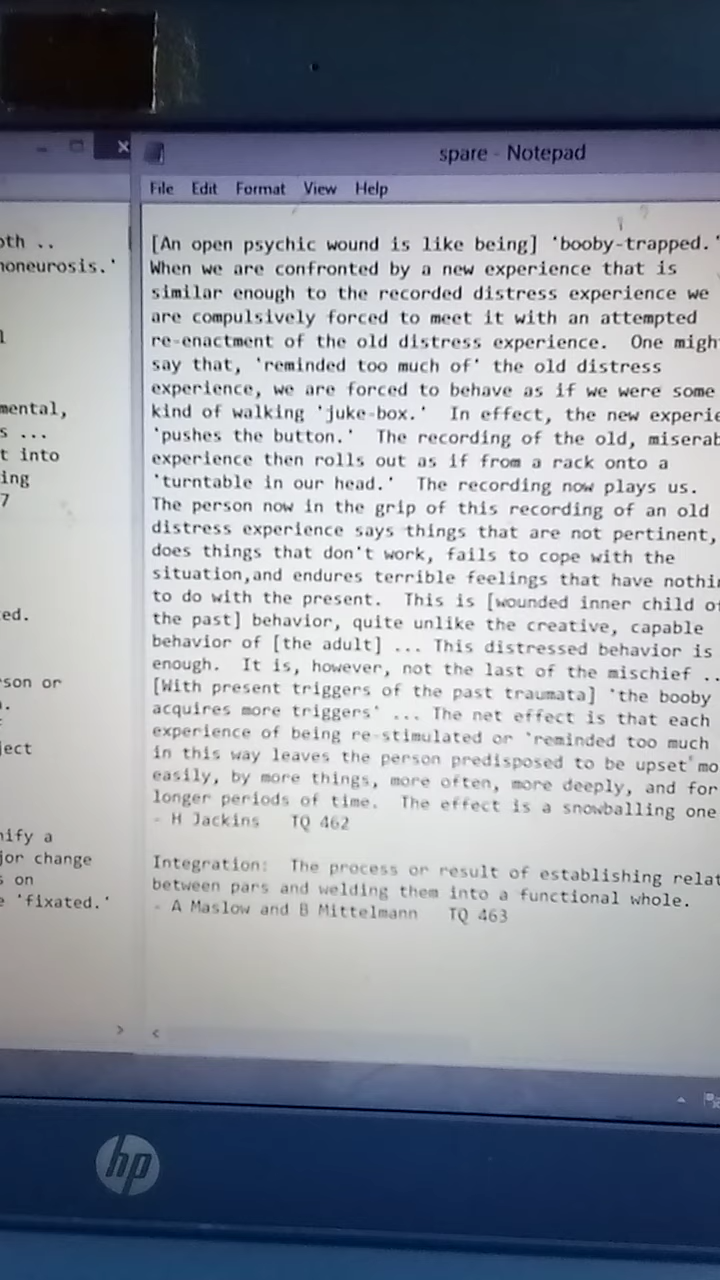 spare - Notepad
File Edit Format View Help
oth ..
noneurosis.'
mental,
s ...
t into
ing
7
ted.
son or
ject
nify a
jor change
s on
e 'fixated.'
[An open psychic wound is like being] 'booby-trapped.'
When we are confronted by a new experience that is
similar enough to the recorded distress experience we
are compulsively forced to meet it with an attempted
re-enactment of the old distress experience.  One migh
say that, 'reminded too much of' the old distress
experience, we are forced to behave as if we were some
kind of walking 'juke-box.'  In effect, the new experie
'pushes the button.'  The recording of the old, miserab
experience then rolls out as if from a rack onto a
'turntable in our head.'  The recording now plays us.
The person now in the grip of this recording of an old
distress experience says things that are not pertinent,
does things that don't work, fails to cope with the
situation,and endures terrible feelings that have nothin
to do with the present.  This is [wounded inner child of
the past] behavior, quite unlike the creative, capable
behavior of [the adult] ... This distressed behavior is
enough.  It is, however, not the last of the mischief ..
[With present triggers of the past traumata] 'the booby
acquires more triggers' ... The net effect is that each
experience of being re-stimulated or 'reminded too much
in this way leaves the person predisposed to be upset mo
easily, by more things, more often, more deeply, and for
longer periods of time.  The effect is a snowballing one
- H Jackins   TQ 462
Integration:  The process or result of establishing relat
between pars and welding them into a functional whole.
- A Maslow and B Mittelmann   TQ 463
hp